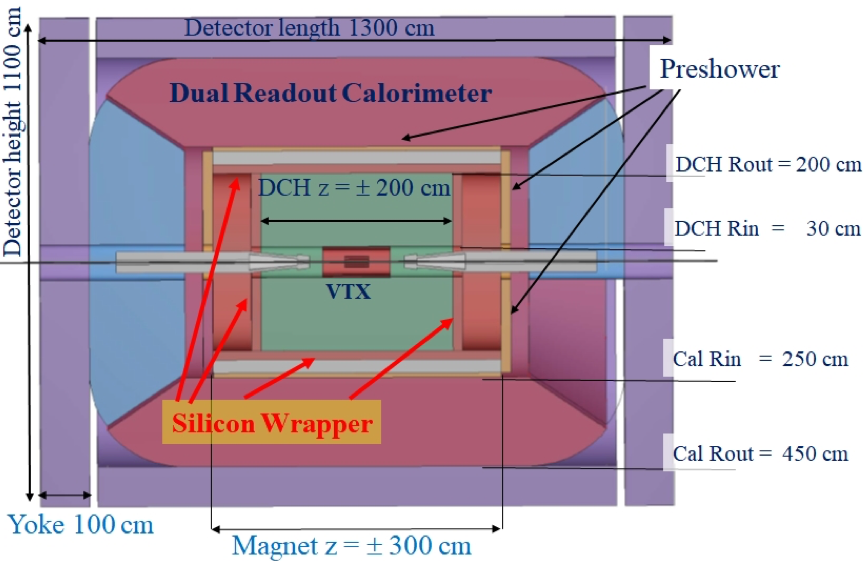 Detector length 1300 cm
Detector height 1100 cm
Preshower
Dual Readout Calorimeter
DCH Rout = 200 cm
DCH z = ± 200 cm
DCH Rin = 30 cm
VTX
Cal Rin = 250 cm
Silicon Wrapper
Cal Rout = 450 cm
Yoke 100 cm
Magnet z = ± 300 cm